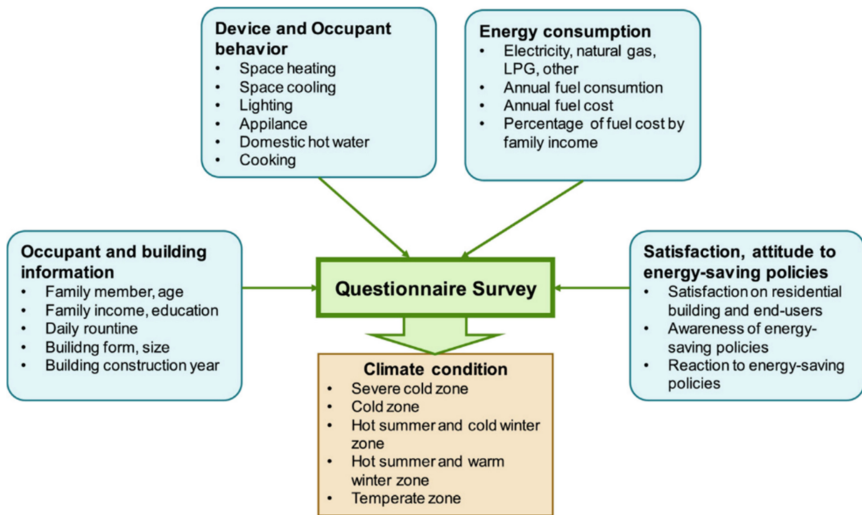 Device and Occupant
behavior
• Space heating
• Space cooling
• Lighting
• Appilance
• Domestic hot water
• Cooking
Energy consumption
• Electricity, natural gas,
LPG, other
• Annual fuel consumtion
• Annual fuel cost
• Percentage of fuel cost by
family income
Occupant and building
information
• Family member, age
• Family income, education
• Daily rountine
• Builidng form, size
• Building construction year
Questionnaire Survey
Satisfaction, attitude to
energy-saving policies
• Satisfaction on residential
building and end-users
• Awareness of energy-
saving policies
• Reaction to energy-saving
policies
Climate condition
• Severe cold zone
• Cold zone
• Hot summer and cold winter
zone
• Hot summer and warm
winter zone
• Temperate zone